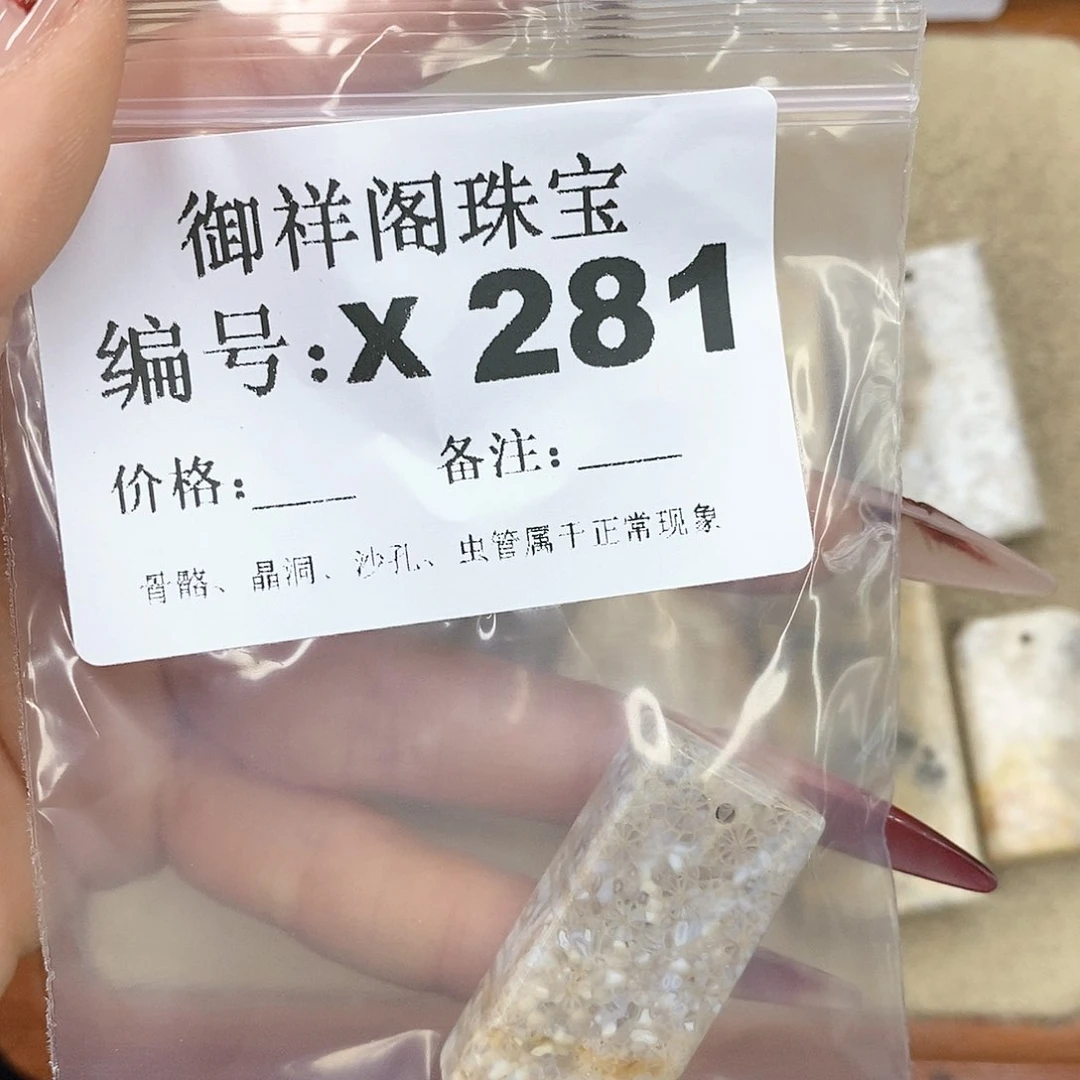 御祥阁珠宝
编号:X 281
价格:____ 备注:____
骨骼、晶洞、沙孔、虫管属于正常现象